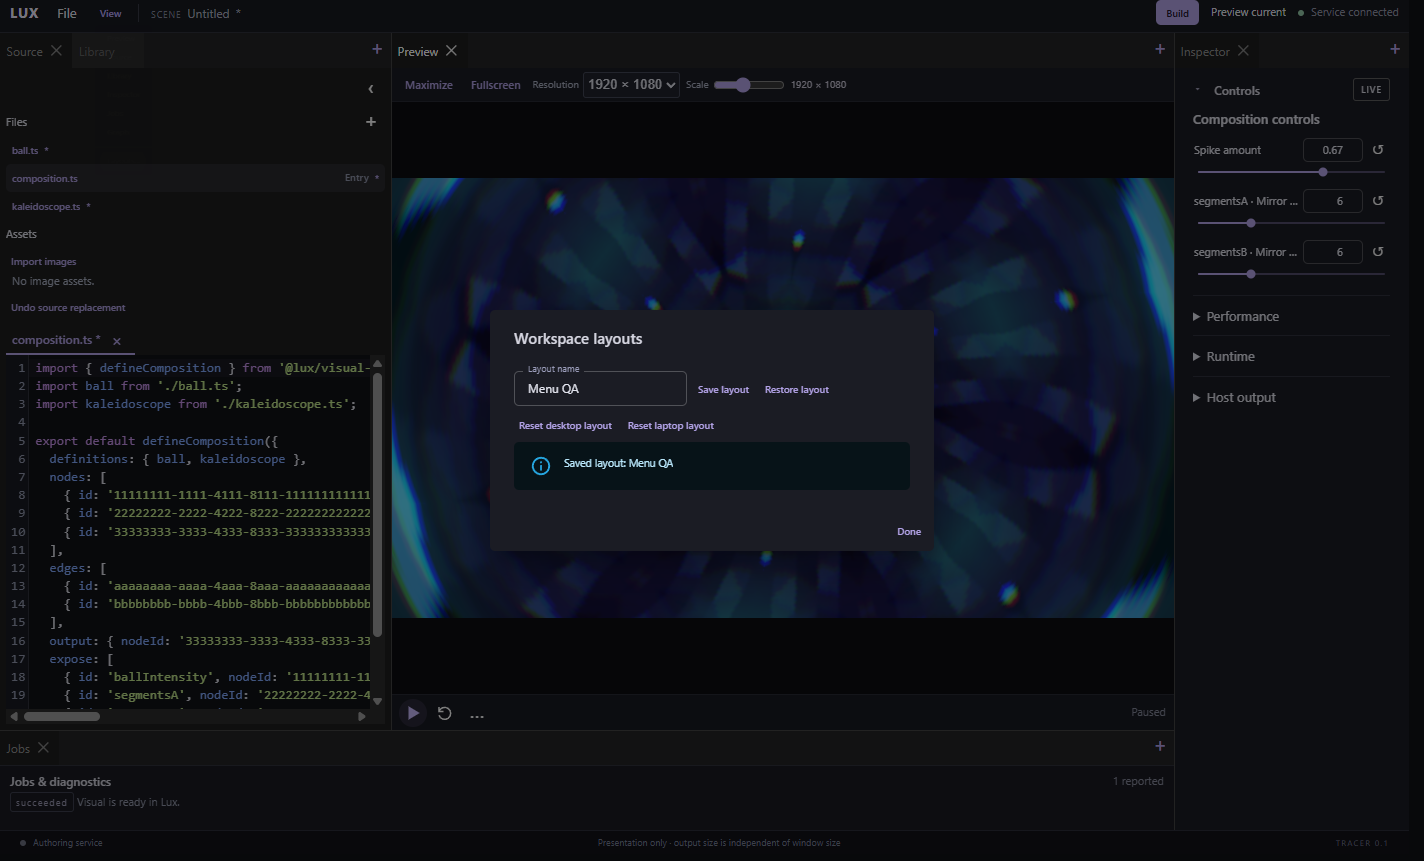 LUX File View SCENE Untitled * Build Preview current Service connected
Source Library
Preview
Inspector
Maximize Fullscreen Resolution 1920 × 1080 Scale 1920 × 1080
Files
ball.ts *
composition.ts Entry *
kaleidoscope.ts *
Assets
Import images
No image assets.
Undo source replacement
composition.ts *
1 import { defineComposition } from '@lux/visual-
2 import ball from './ball.ts';
3 import kaleidoscope from './kaleidoscope.ts';
4
5 export default defineComposition({
6 definitions: { ball, kaleidoscope },
7 nodes: [
8 { id: '11111111-1111-4111-8111-111111111111
9 { id: '22222222-2222-4222-8222-222222222222
10 { id: '33333333-3333-4333-8333-333333333333
11 ],
12 edges: [
13 { id: 'aaaaaaaa-aaaa-4aaa-8aaa-aaaaaaaaaaaa
14 { id: 'bbbbbbbb-bbbb-4bbb-8bbb-bbbbbbbbbbbb
15 ],
16 output: { nodeId: '33333333-3333-4333-8333-33
17 expose: [
18 { id: 'ballIntensity', nodeId: '11111111-11
19 { id: 'segmentsA', nodeId: '22222222-2222-4
Workspace layouts
Layout name
Menu QA
Save layout Restore layout
Reset desktop layout Reset laptop layout
Saved layout: Menu QA
Done
... Paused
Controls LIVE
Composition controls
Spike amount 0.67
segmentsA · Mirror ... 6
segmentsB · Mirror ... 6
Performance
Runtime
Host output
Jobs
Jobs & diagnostics 1 reported
succeeded Visual is ready in Lux.
Authoring service Presentation only · output size is independent of window size TRACER 0.1